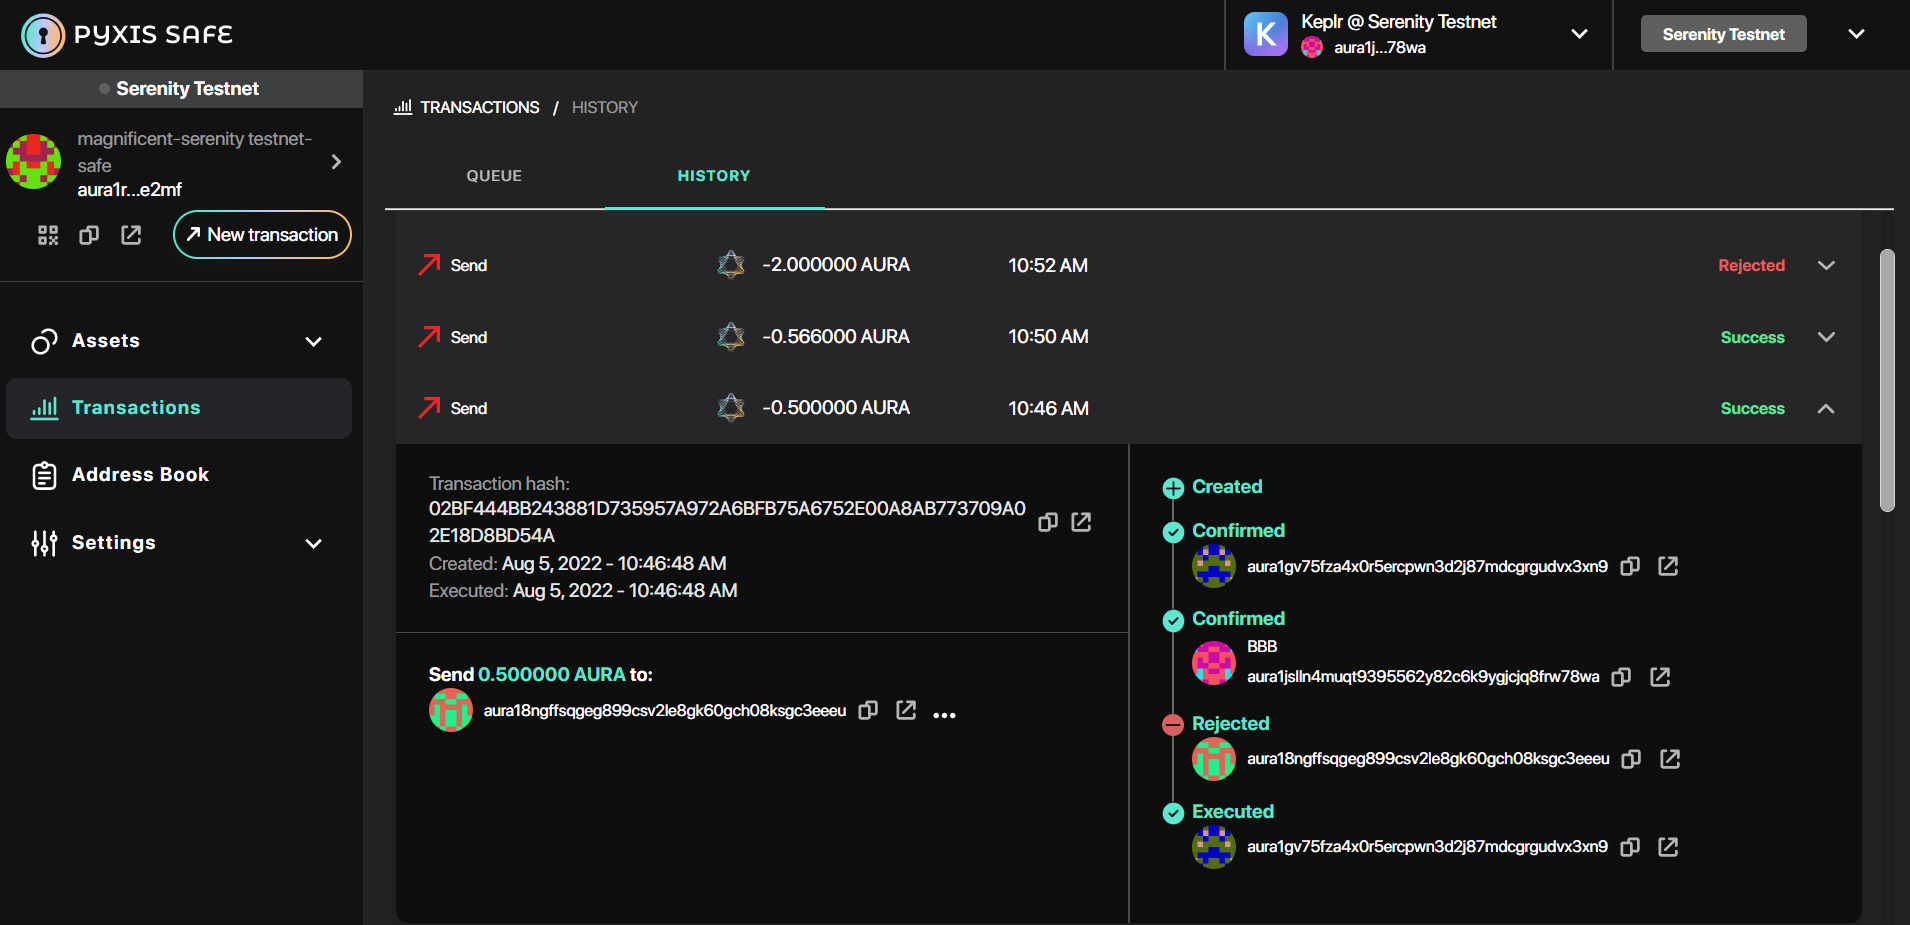 PYXIS SAFE
Keplr @ Serenity Testnet
aura1j...78wa
Serenity Testnet
Serenity Testnet
magnificent-serenity testnet-
safe
aura1r...e2mf
New transaction
Assets
Transactions
Address Book
Settings
TRANSACTIONS / HISTORY
QUEUE HISTORY
Send -2.000000 AURA 10:52 AM Rejected
Send -0.566000 AURA 10:50 AM Success
Send -0.500000 AURA 10:46 AM Success
Transaction hash:
02BF444BB243881D735957A972A6BFB75A6752E00A8AB773709A0
2E18D8BD54A
Created: Aug 5, 2022 - 10:46:48 AM
Executed: Aug 5, 2022 - 10:46:48 AM
Send 0.500000 AURA to:
aura18ngffsqgeg899csv2le8gk60gch08ksgc3eeeu
Created
Confirmed
aura1gv75fza4x0r5ercpwn3d2j87mdcgrgudvx3xn9
Confirmed
BBB
aura1jslln4muqt9395562y82c6k9ygjcjq8frw78wa
Rejected
aura18ngffsqgeg899csv2le8gk60gch08ksgc3eeeu
Executed
aura1gv75fza4x0r5ercpwn3d2j87mdcgrgudvx3xn9